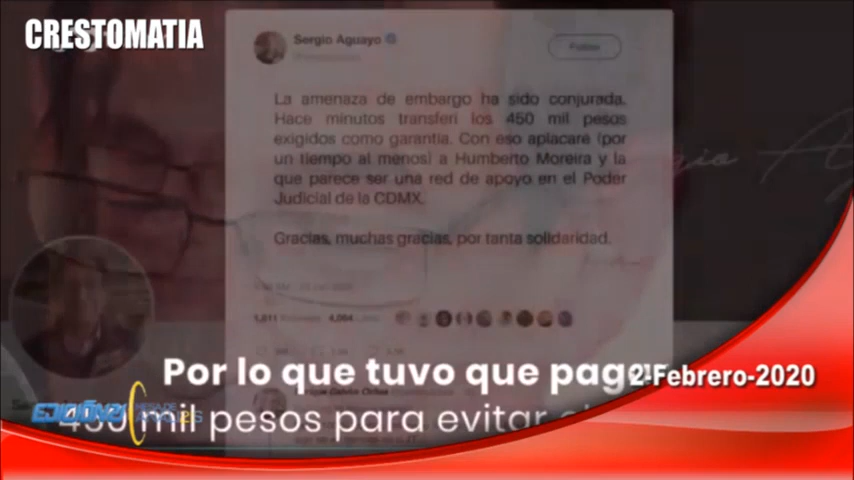 CRESTOMATIA
Sergio Aguayo
Follow
La amenaza de embargo ha sido conjurada.
Hace minutos transferí los 450 mil pesos
exigidos como garantía. Con eso aplacaré (por
un tiempo al menos) a Humberto Moreira y la
que parece ser una red de apoyo en el Poder
Judicial de la CDMX.
Gracias, muchas gracias, por tanta solidaridad.
Por lo que tuvo que pagar
2-Febrero-2020
450 mil pesos para evitar